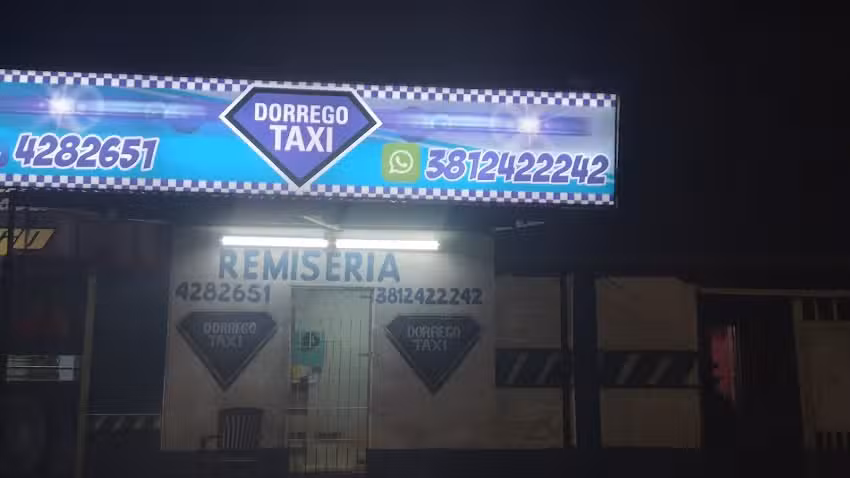 DORREGO
TAXI
4282651
3812422242
REMISERIA
4282651
3812422242
DORREGO
TAXI
DORREGO
TAXI